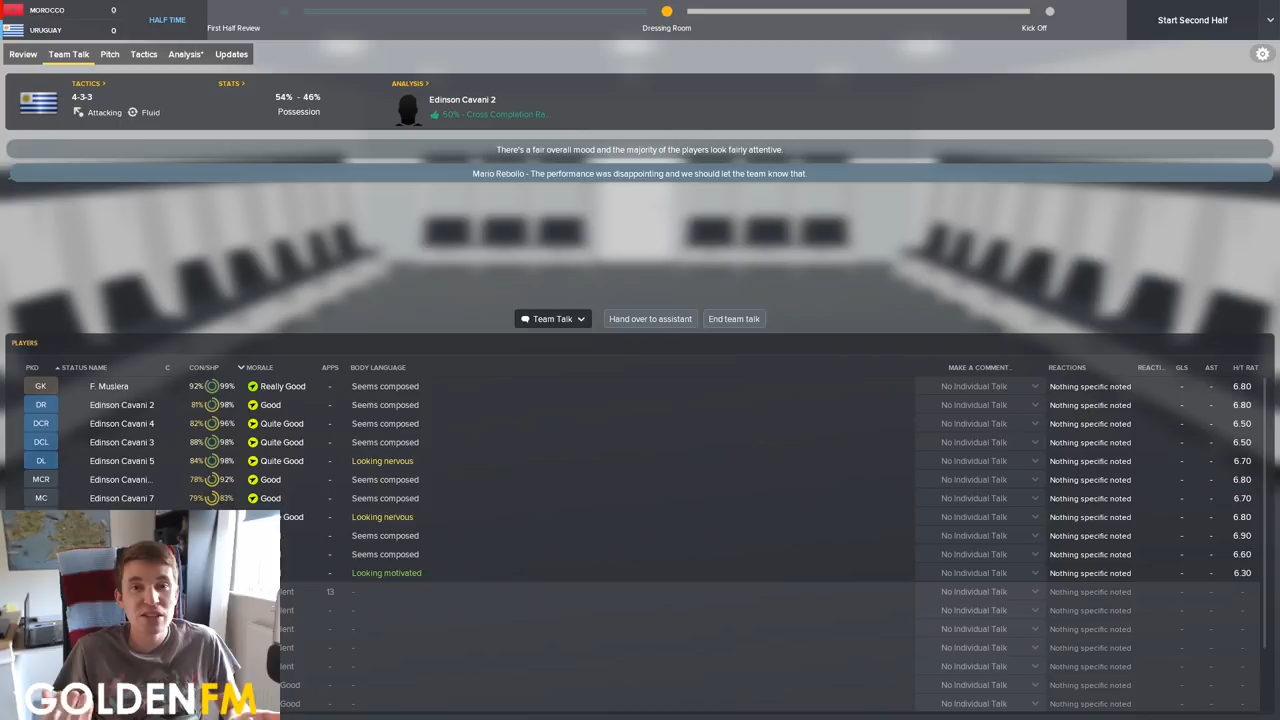 MOROCCO 0
URUGUAY 0
HALF TIME
First Half Review
Dressing Room
Kick Off
Start Second Half
Review Team Talk Pitch Tactics Analysis* Updates
TACTICS >
4-3-3
Attacking Fluid
STATS >
54% - 46%
Possession
ANALYSIS >
Edinson Cavani 2
50% - Cross Completion Ra...
There's a fair overall mood and the majority of the players look fairly attentive.
Mario Rebollo - The performance was disappointing and we should let the team know that.
Team Talk Hand over to assistant End team talk
PLAYERS
PKD STATUS NAME C CON/SHP MORALE APPS BODY LANGUAGE MAKE A COMMENT... REACTIONS REACTI... GLS AST H/T RAT
GK F. Muslera 92% 99% Really Good - Seems composed No Individual Talk Nothing specific noted - - 6.80
DR Edinson Cavani 2 81% 98% Good - Seems composed No Individual Talk Nothing specific noted - - 6.80
DCR Edinson Cavani 4 82% 96% Quite Good - Seems composed No Individual Talk Nothing specific noted - - 6.50
DCL Edinson Cavani 3 88% 98% Quite Good - Seems composed No Individual Talk Nothing specific noted - - 6.50
DL Edinson Cavani 5 84% 98% Quite Good - Looking nervous No Individual Talk Nothing specific noted - - 6.70
MCR Edinson Cavani... 78% 92% Good - Seems composed No Individual Talk Nothing specific noted - - 6.80
MC Edinson Cavani 7 79% 83% Good - Seems composed No Individual Talk Nothing specific noted - - 6.70
Good - Looking nervous No Individual Talk Nothing specific noted - - 6.80
- Seems composed No Individual Talk Nothing specific noted - - 6.90
- Seems composed No Individual Talk Nothing specific noted - - 6.60
- Looking motivated No Individual Talk Nothing specific noted - - 6.30
lent 13 - No Individual Talk Nothing specific noted - - -
- - No Individual Talk Nothing specific noted - - -
lent - - No Individual Talk Nothing specific noted - - -
lent - - No Individual Talk Nothing specific noted - - -
lent - - No Individual Talk Nothing specific noted - - -
Good - - No Individual Talk Nothing specific noted - - -
Good - - No Individual Talk Nothing specific noted - - -
GOLDENFM